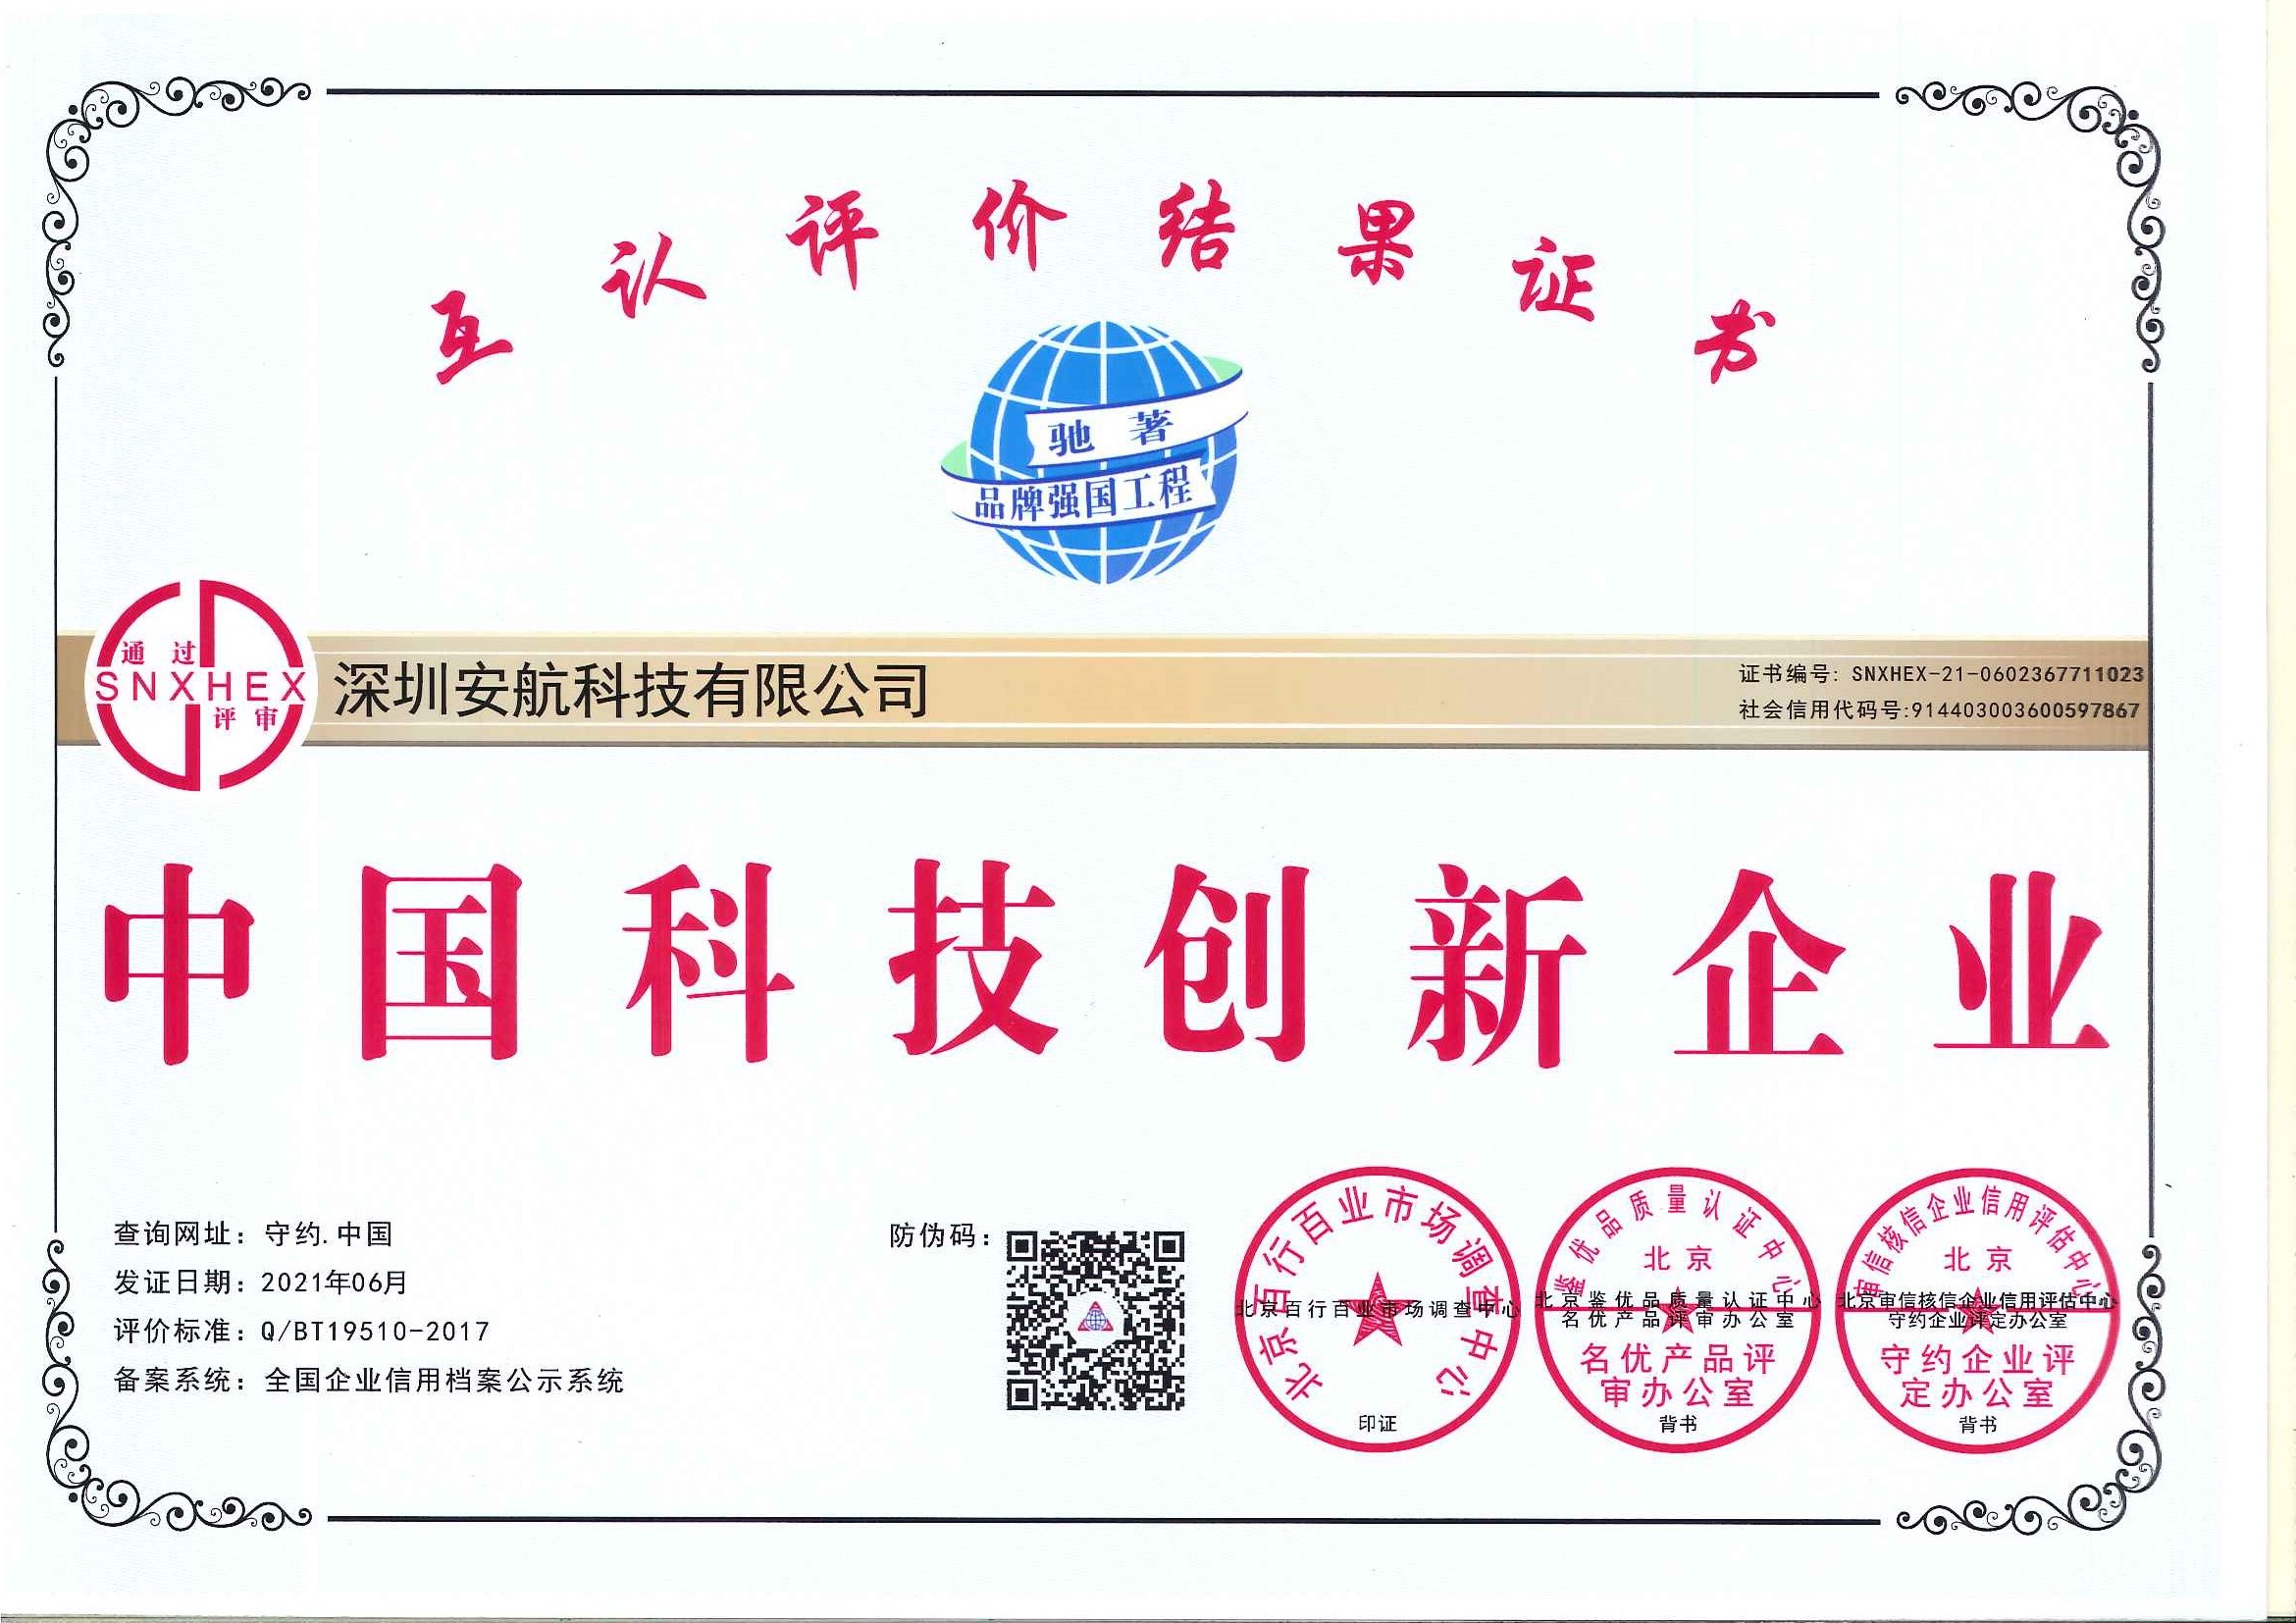 互认评价结果证书
驰著
品牌强国工程
通过
SNXHEX
评审
深圳安航科技有限公司
证书编号: SNXHEX-21-0602367711023
社会信用代码号:914403003600597867
中国科技创新企业
查询网址：守约.中国
发证日期：2021年06月
评价标准：Q/BT19510-2017
备案系统：全国企业信用档案公示系统
防伪码：
北京百行百业市场调查中心
北京百行百业市场调查中心
印证
鉴优品质量认证中心
北京
北京鉴优品质量认证中心
名优产品评审办公室
名优产品评
审办公室
背书
审信核信企业信用评估中心
北京
北京审信核信企业信用评估中心
守约企业评定办公室
守约企业评
定办公室
背书